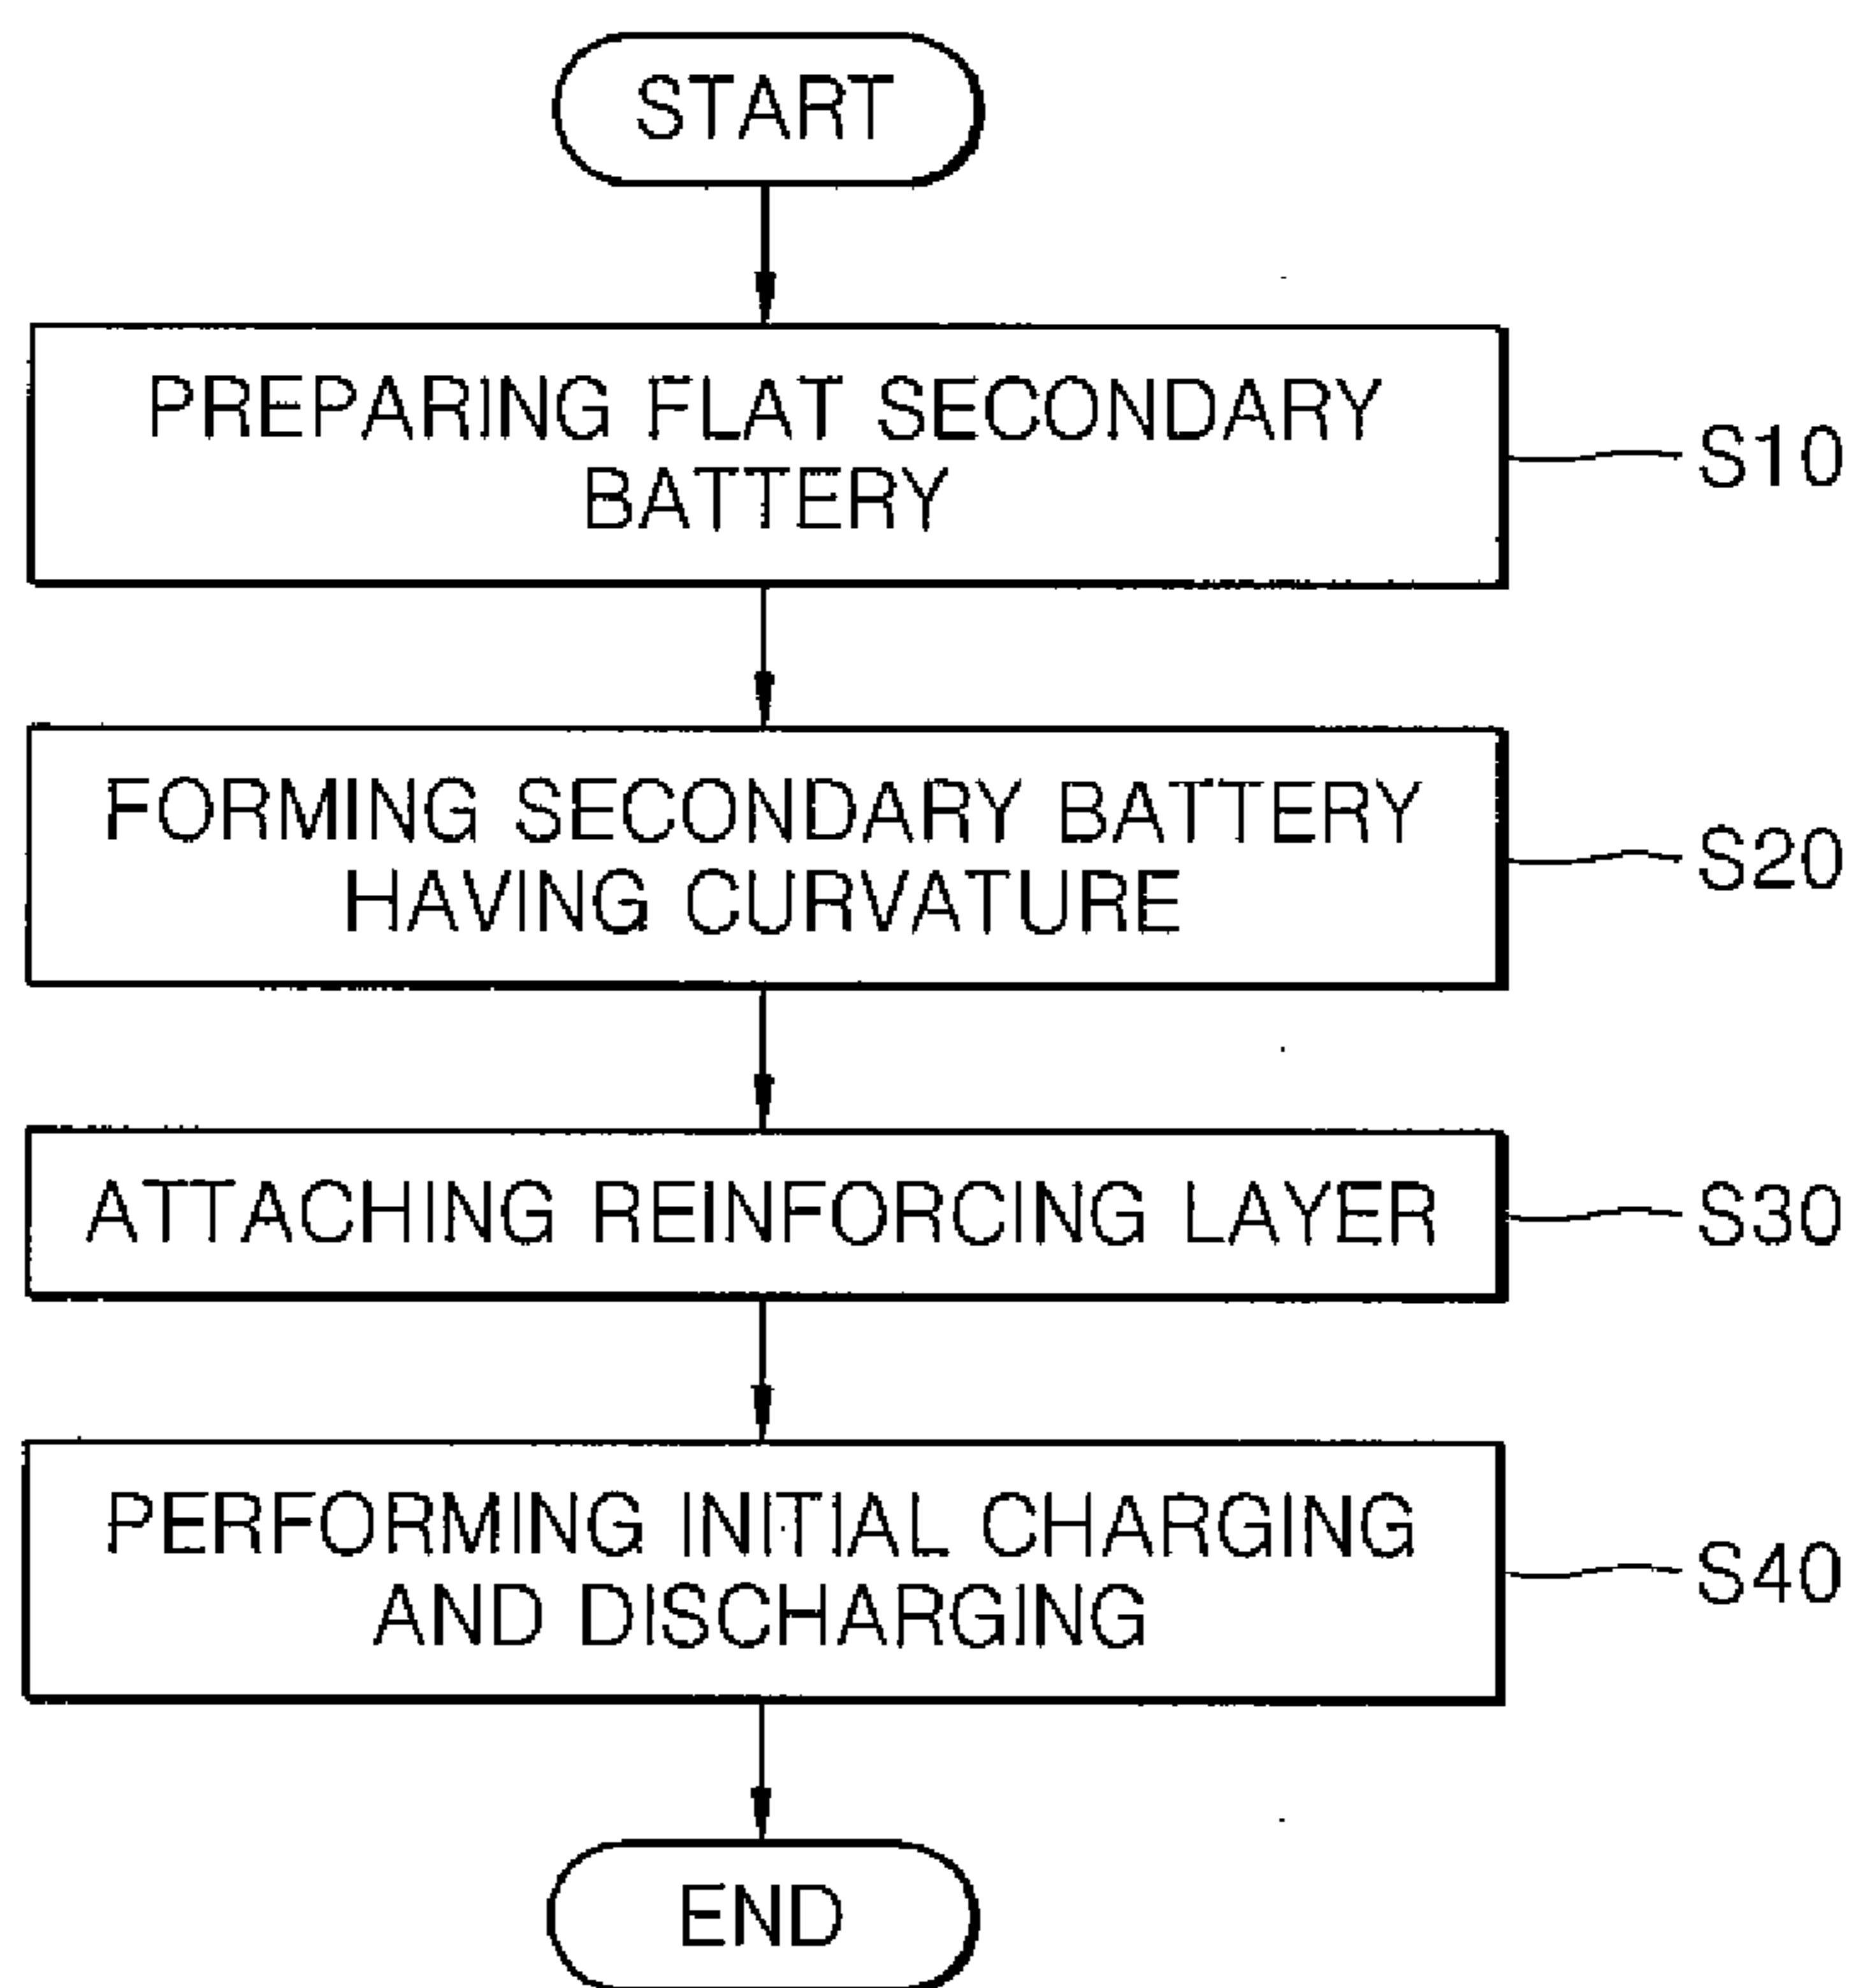 START
PREPARING FLAT SECONDARY
BATTERY
S10
FORMING SECONDARY BATTERY
HAVING CURVATURE
S20
ATTACHING REINFORCING LAYER
S30
PERFORMING INITIAL CHARGING
AND DISCHARGING
S40
END